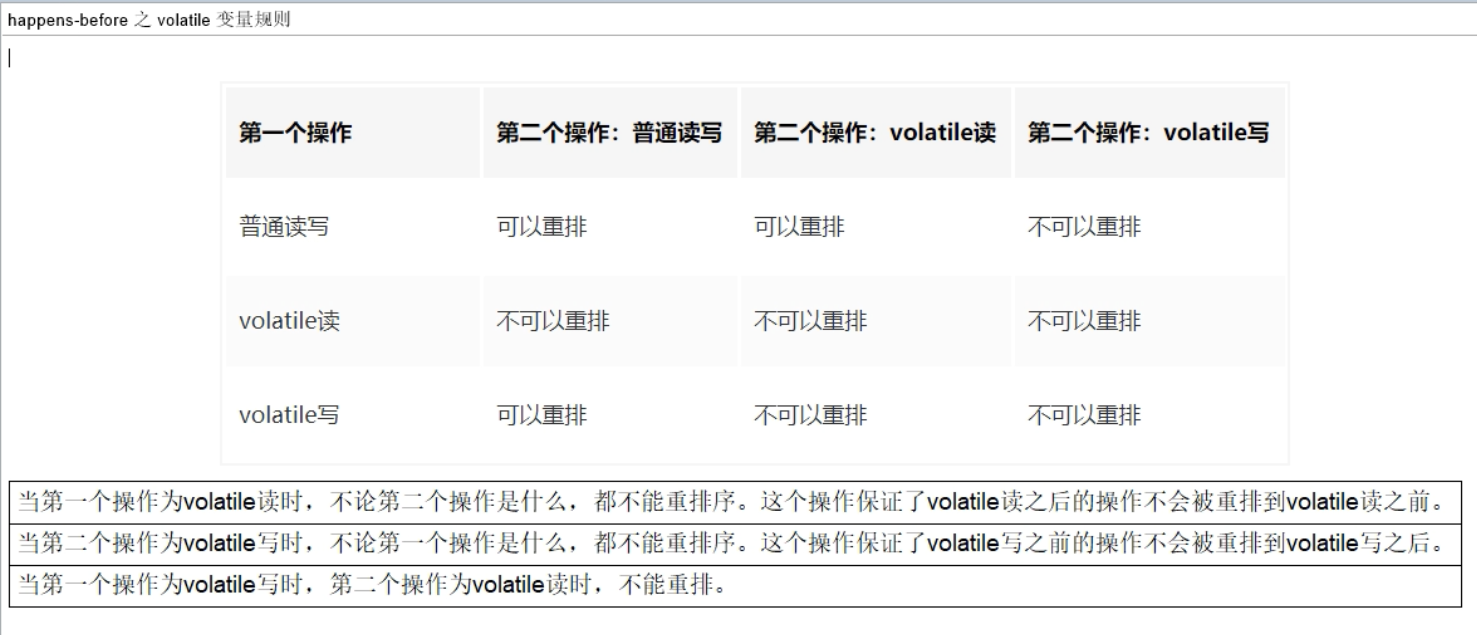 happens-before 之 volatile 变量规则
第一个操作 第二个操作：普通读写 第二个操作：volatile读 第二个操作：volatile写
普通读写 可以重排 可以重排 不可以重排
volatile读 不可以重排 不可以重排 不可以重排
volatile写 可以重排 不可以重排 不可以重排
当第一个操作为volatile读时，不论第二个操作是什么，都不能重排序。这个操作保证了volatile读之后的操作不会被重排到volatile读之前。
当第二个操作为volatile写时，不论第一个操作是什么，都不能重排序。这个操作保证了volatile写之前的操作不会被重排到volatile写之后。
当第一个操作为volatile写时，第二个操作为volatile读时，不能重排。